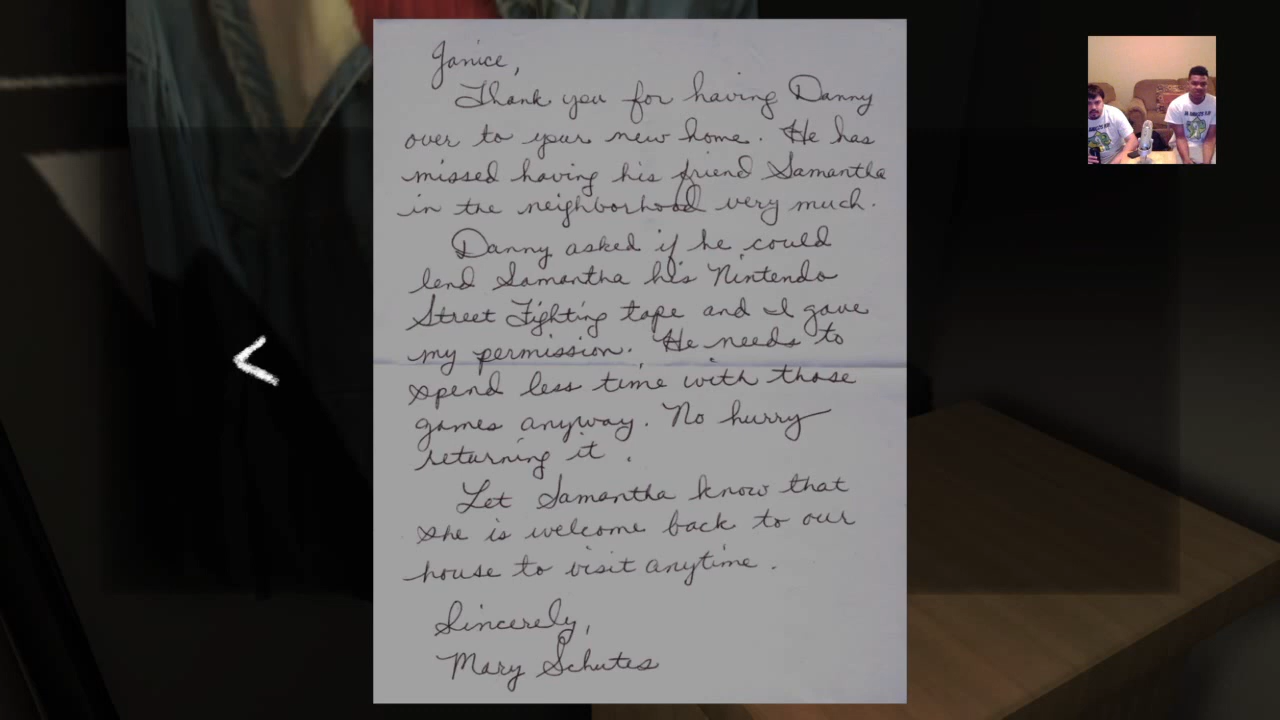 Janice,
Thank you for having Danny
over to your new home. He has
missed having his friend Samantha
in the neighborhood very much.
Danny asked if he could
lend Samantha his Nintendo
Street Fighting tape and I gave
my permission. He needs to
spend less time with those
games anyway. No hurry
returning it.
Let Samantha know that
she is welcome back to our
house to visit anytime.
Sincerely,
Mary Schutes